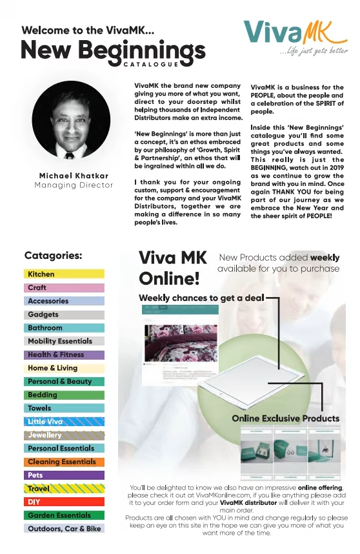 Welcome to the VivaMK...
New Beginnings
CATALOGUE
VivaMK
...Life just gets better
Michael Khatkar
Managing Director
VivaMK the brand new company
giving you more of what you want,
direct to your doorstep whilst
helping thousands of Independent
Distributors make an extra income.
'New Beginnings' is more than just
a concept, it's an ethos embraced
by our philosophy of 'Growth, Spirit
& Partnership', an ethos that will
be ingrained within all we do.
I thank you for your ongoing
custom, support & encouragement
for the company and your VivaMK
Distributors, together we are
making a difference in so many
people's lives.
VivaMK is a business for the
PEOPLE, about the people and
a celebration of the SPIRIT of
people.
Inside this 'New Beginnings'
catalogue you'll find some
great products and some
things you've always wanted.
This really is just the
BEGINNING, watch out in 2019
as we continue to grow the
brand with you in mind. Once
again THANK YOU for being
part of our journey as we
embrace the New Year and
the sheer spirit of PEOPLE!
Catagories:
Kitchen
Craft
Accessories
Gadgets
Bathroom
Mobility Essentials
Health & Fitness
Home & Living
Personal & Beauty
Bedding
Towels
Little Viva
Jewellery
Personal Essentials
Cleaning Essentials
Pets
Travel
DIY
Garden Essentials
Outdoors, Car & Bike
Viva MK
Online!
New Products added weekly
available for you to purchase
Weekly chances to get a deal
Online Exclusive Products
You'll be delighted to know we also have an impressive online offering,
please check it out at VivaMKonline.com, if you like anything please add
it to your order form and your VivaMK distributor will deliver it with your
main order.
Products are all chosen with YOU in mind and change regularly so please
keep an eye on this site in the hope we can give you more of what you
want more of the time.